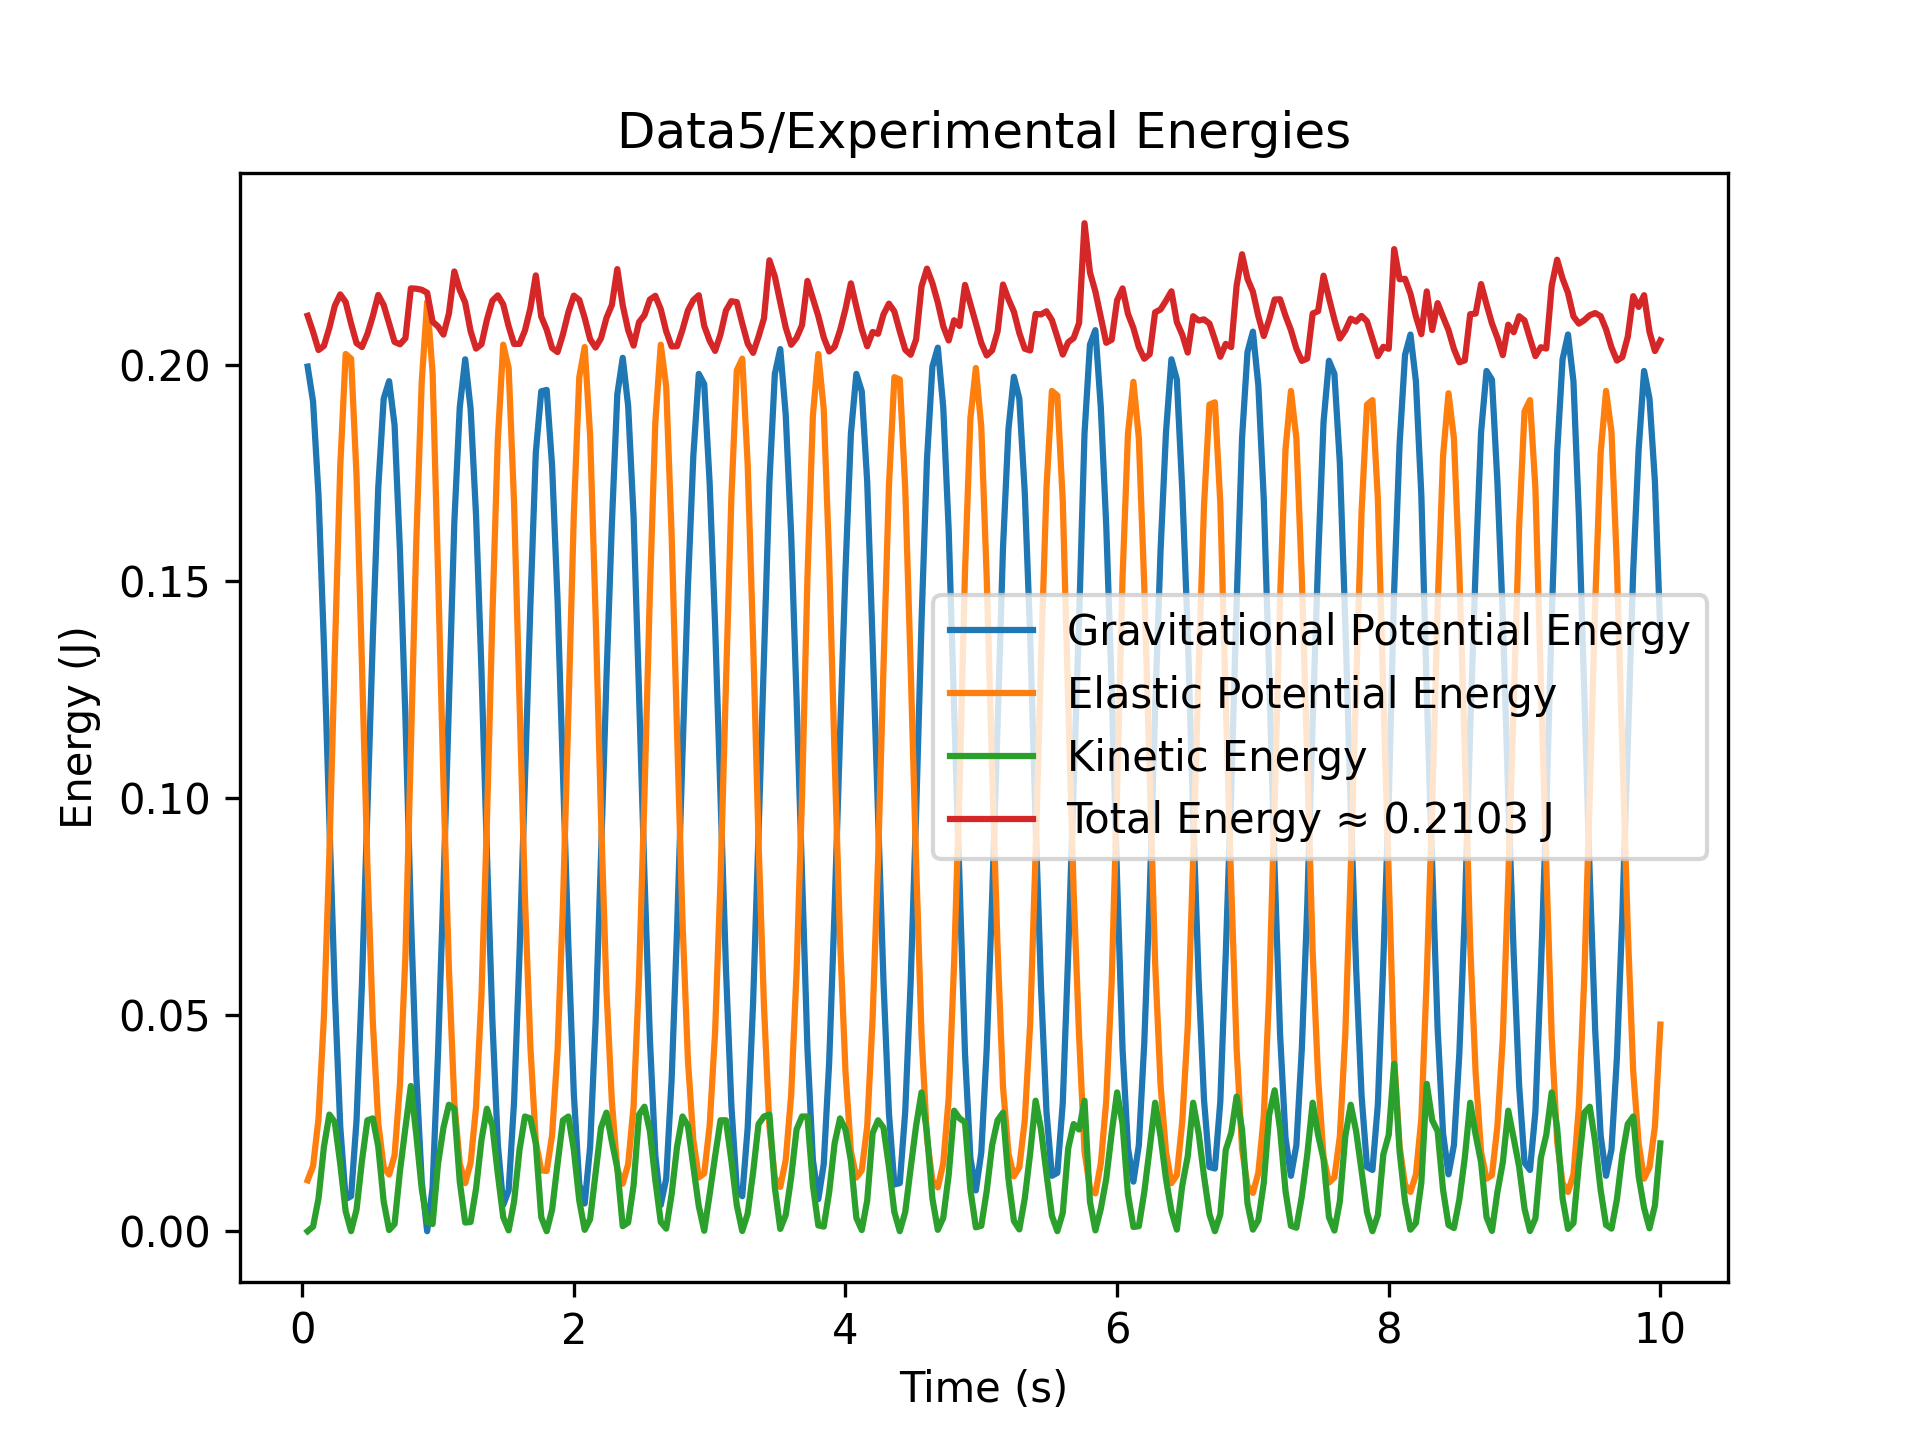 Data5/Experimental Energies
Energy (J)
0.20
0.15
0.10
0.05
0.00
Gravitational Potential Energy
Elastic Potential Energy
Kinetic Energy
Total Energy ≈ 0.2103 J
0 2 4 6 8 10
Time (s)